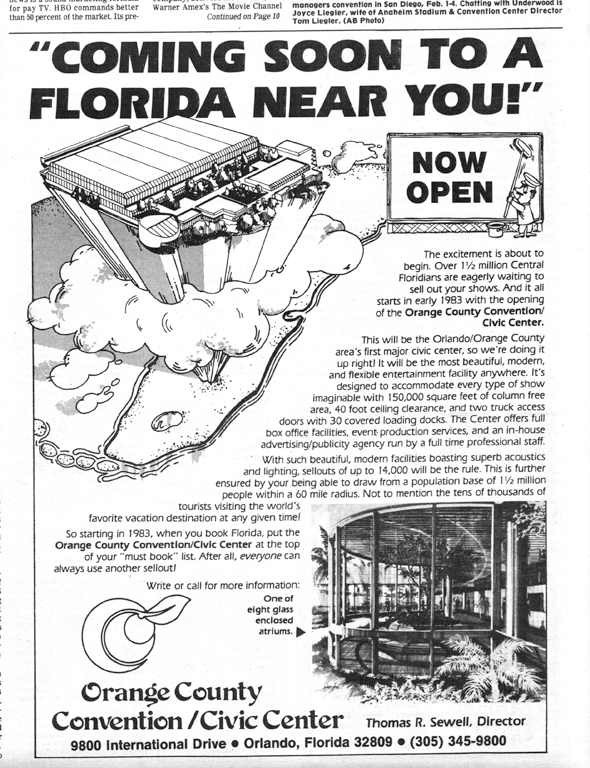 news is a sound marketing formula
for pay TV. HBO commands better
than 50 percent of the market. Its pre-
Warner Amex's The Movie Channel
Continued on Page 10
managers convention in San Diego, Feb. 1-4. Chatting with Underwood is
Joyce Liegler, wife of Anaheim Stadium & Convention Center Director
Tom Liegler. (AB Photo)
"COMING SOON TO A
FLORIDA NEAR YOU!"
NOW
OPEN
The excitement is about to
begin. Over 1½ million Central
Floridians are eagerly waiting to
sell out your shows. And it all
starts in early 1983 with the opening
of the Orange County Convention/
Civic Center.
This will be the Orlando/Orange County
area's first major civic center, so we're doing it
up right! It will be the most beautiful, modern,
and flexible entertainment facility anywhere. It's
designed to accommodate every type of show
imaginable with 150,000 square feet of column free
area, 40 foot ceiling clearance, and two truck access
doors with 30 covered loading docks. The Center offers full
box office facilities, event production services, and an in-house
advertising/publicity agency run by a full time professional staff.
With such beautiful, modern facilities boasting superb acoustics
and lighting, sellouts of up to 14,000 will be the rule. This is further
ensured by your being able to draw from a population base of 1½ million
people within a 60 mile radius. Not to mention the tens of thousands of
tourists visiting the world's
favorite vacation destination at any given time!
So starting in 1983, when you book Florida, put the
Orange County Convention/Civic Center at the top
of your "must book" list. After all, everyone can
always use another sellout!
Write or call for more information:
One of
eight glass
enclosed
atriums.
Orange County
Convention/Civic Center
Thomas R. Sewell, Director
9800 International Drive • Orlando, Florida 32809 • (305) 345-9800